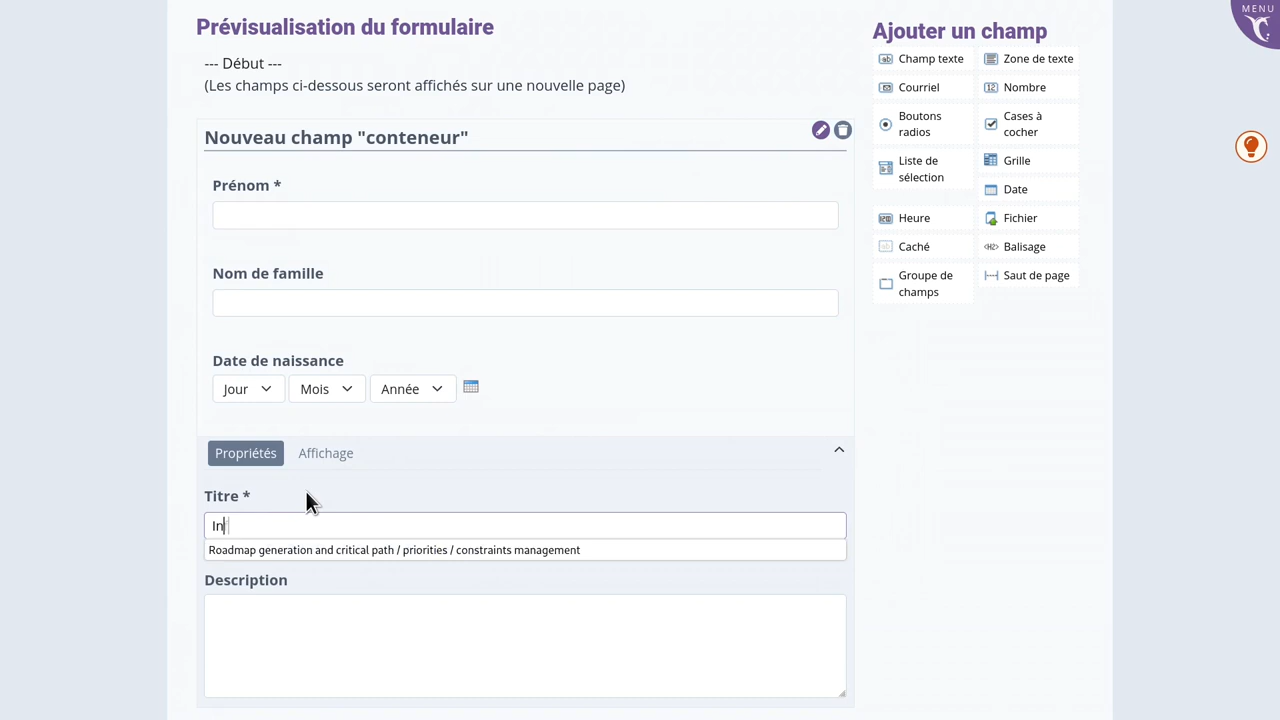 Prévisualisation du formulaire
--- Début ---
(Les champs ci-dessous seront affichés sur une nouvelle page)
Nouveau champ "conteneur"
Prénom *
Nom de famille
Date de naissance
Jour
Mois
Année
Propriétés
Affichage
Titre *
In
Roadmap generation and critical path / priorities / constraints management
Description
MENU
Ajouter un champ
Champ texte
Zone de texte
Courriel
Nombre
Boutons
radios
Cases à
cocher
Liste de
sélection
Grille
Date
Heure
Fichier
Caché
Balisage
Groupe de
champs
Saut de page